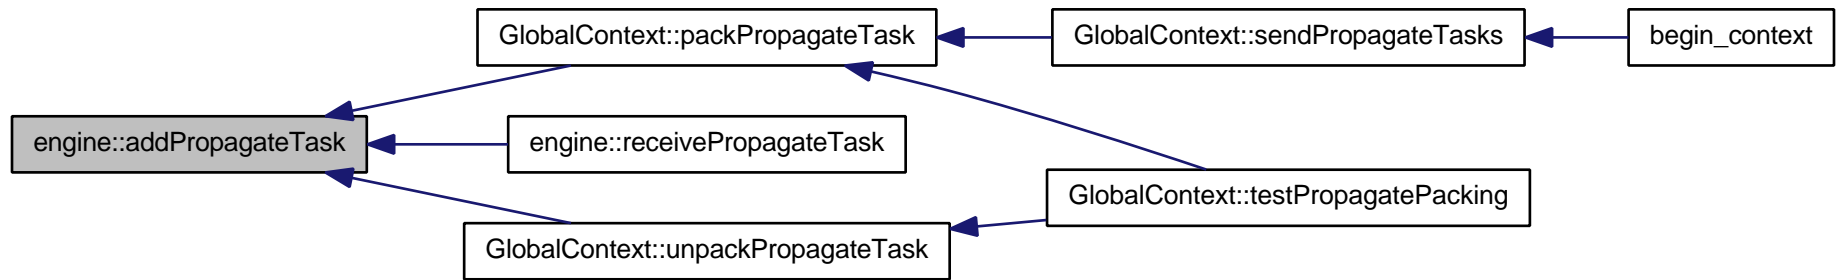 GlobalContext::packPropagateTask
GlobalContext::sendPropagateTasks
begin_context
engine::addPropagateTask
engine::receivePropagateTask
GlobalContext::testPropagatePacking
GlobalContext::unpackPropagateTask